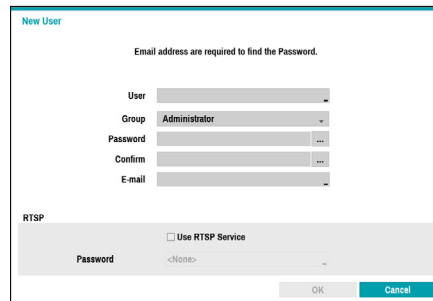 New User
Email address are required to find the Password.
User
Group Administrator
Password ...
Confirm ...
E-mail
RTSP
Use RTSP Service
Password <None>
OK Cancel